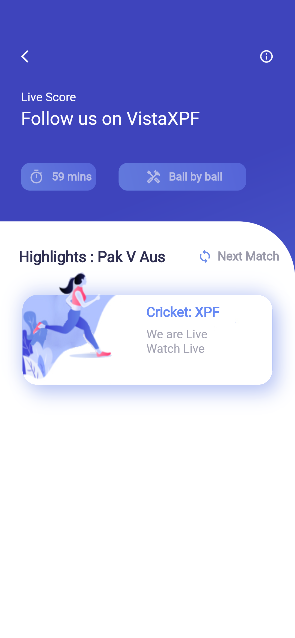 Live Score
Follow us on VistaXPF
59 mins
Ball by ball
Highlights : Pak V Aus
Next Match
Cricket: XPF
We are Live
Watch Live